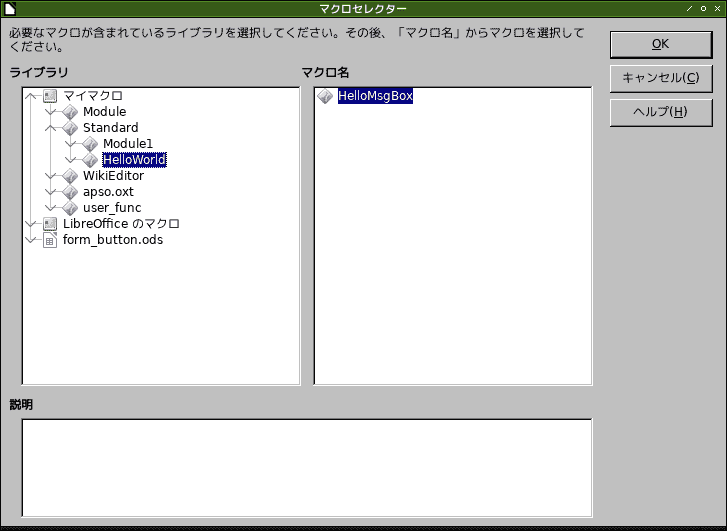 マクロセレクター
必要なマクロが含まれているライブラリを選択してください。その後、「マクロ名」からマクロを選択して
ください。
OK
キャンセル(C)
ヘルプ(H)
ライブラリ
マイマクロ
Module
Standard
Module1
HelloWorld
WikiEditor
apso.oxt
user_func
LibreOffice のマクロ
form_button.ods
マクロ名
HelloMsgBox
説明